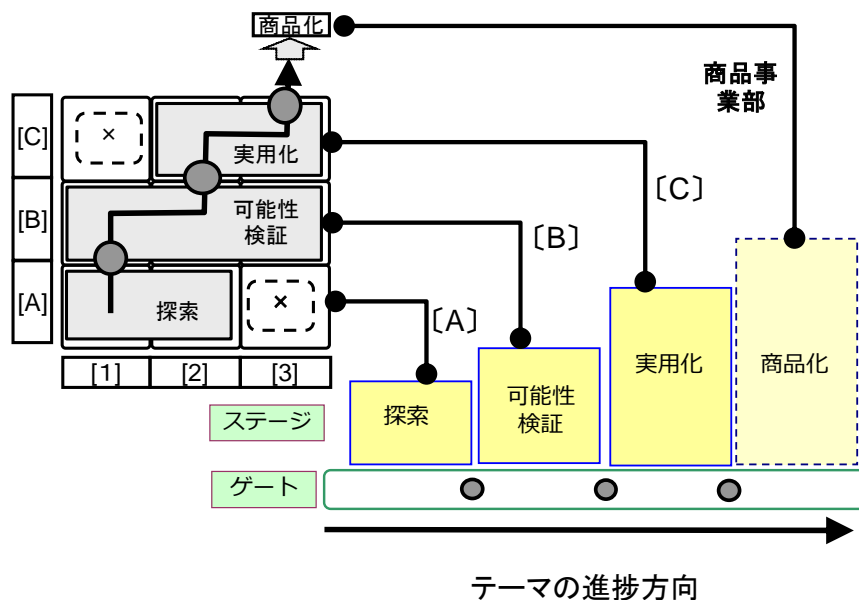 商品化
商品事
業部
[C]
×
実用化
〔C〕
[B]
可能性
検証
〔B〕
[A]
探索
×
〔A〕
[1]
[2]
[3]
ステージ
探索
可能性
検証
実用化
商品化
ゲート
テーマの進捗方向